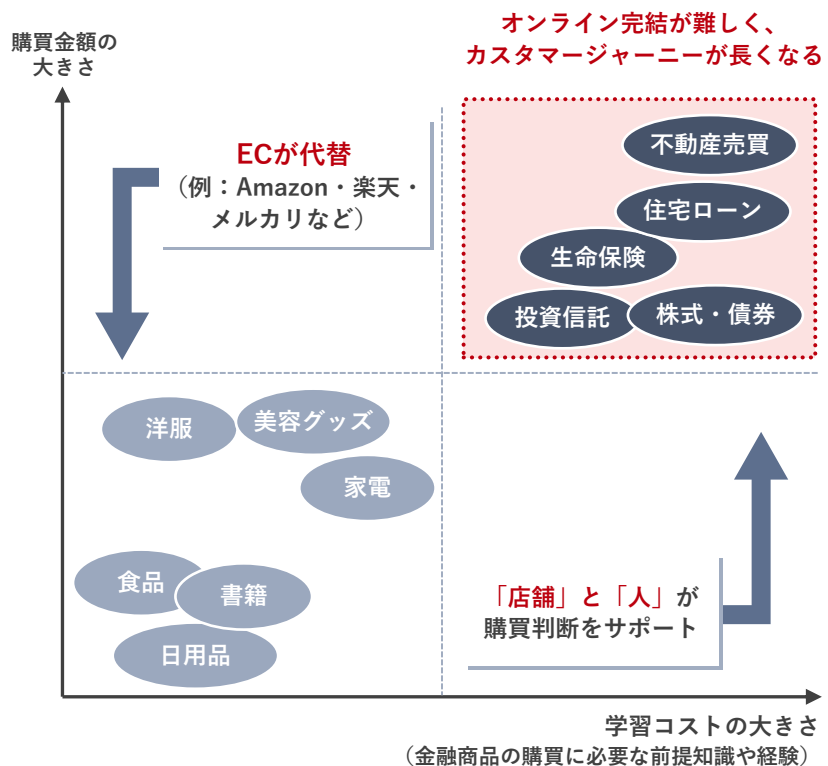 購買金額の
大きさ
オンライン完結が難しく、
カスタマージャーニーが長くなる
ECが代替
（例：Amazon・楽天・
メルカリなど）
不動産売買
住宅ローン
生命保険
投資信託
株式・債券
洋服
美容グッズ
家電
食品
書籍
日用品
「店舗」と「人」が
購買判断をサポート
学習コストの大きさ
（金融商品の購買に必要な前提知識や経験）